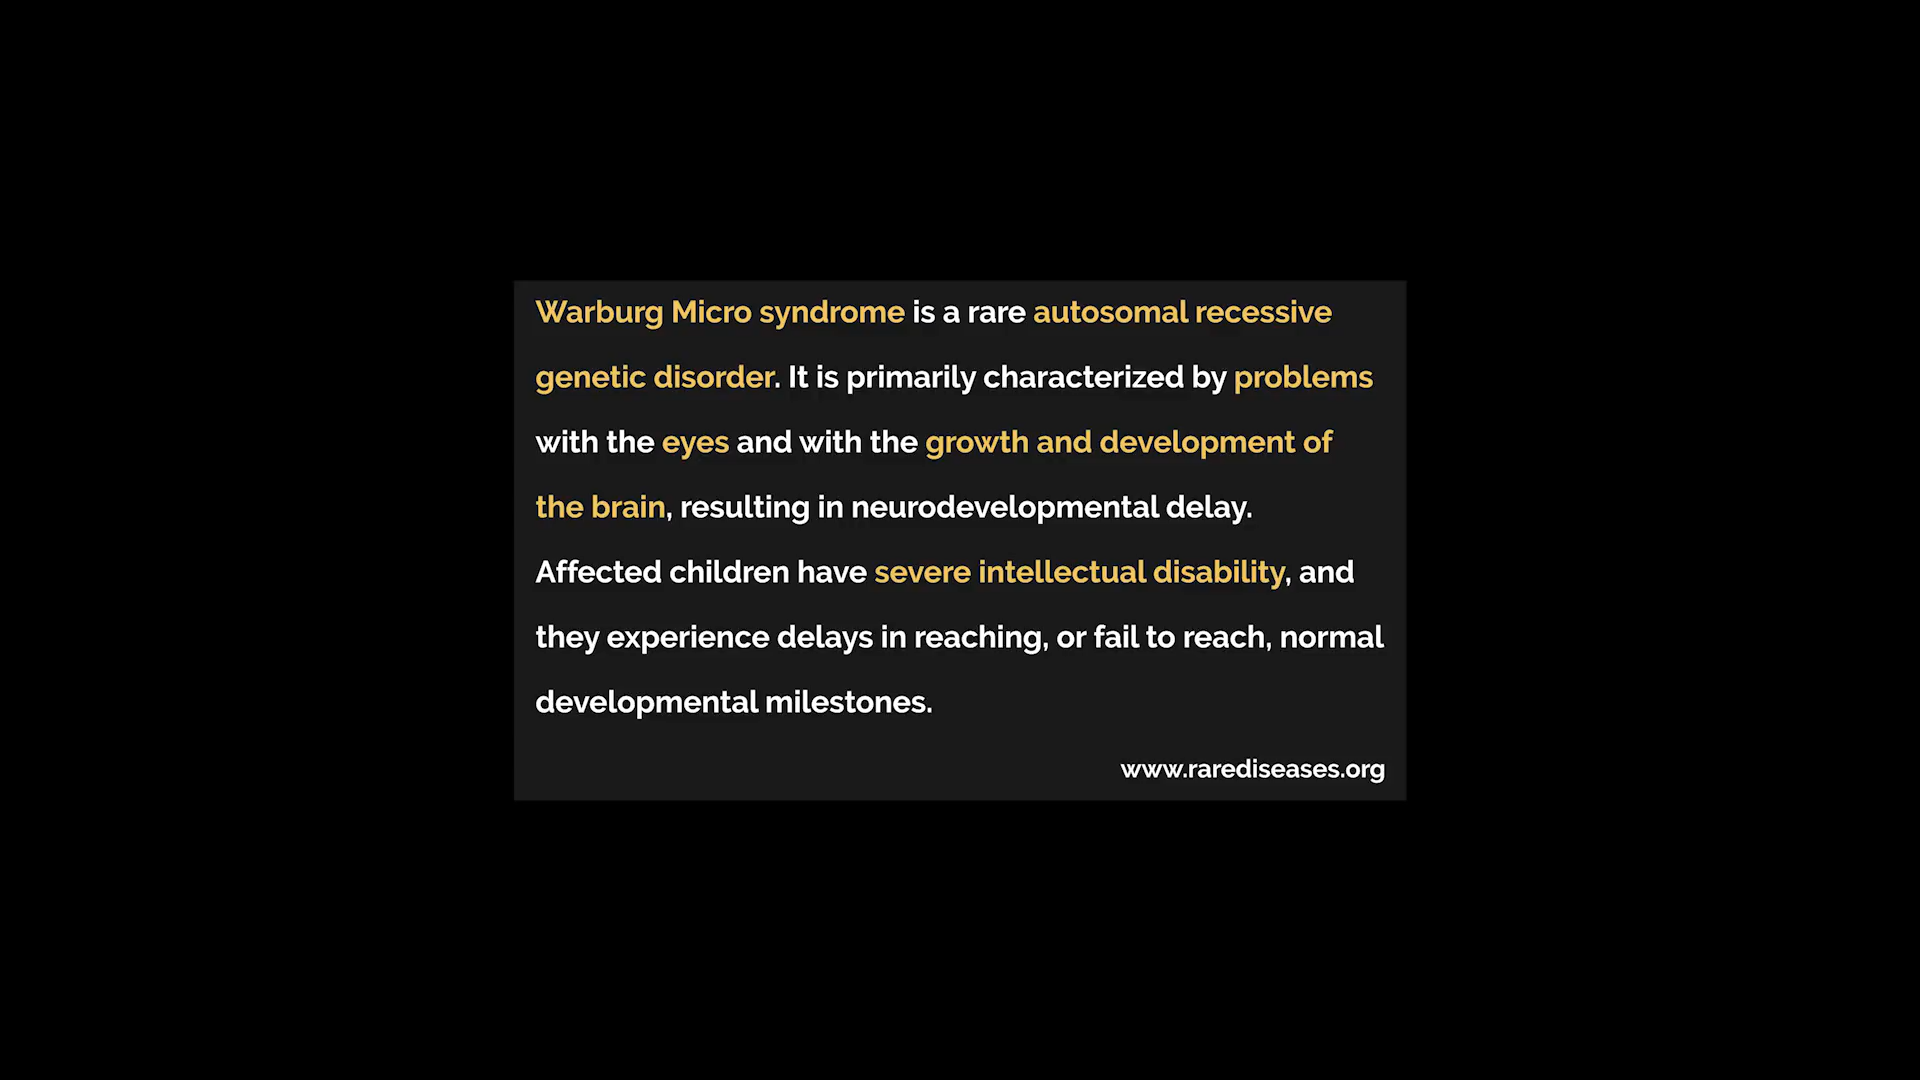 Warburg Micro syndrome is a rare autosomal recessive
genetic disorder. It is primarily characterized by problems
with the eyes and with the growth and development of
the brain, resulting in neurodevelopmental delay.
Affected children have severe intellectual disability, and
they experience delays in reaching, or fail to reach, normal
developmental milestones.
www.rarediseases.org